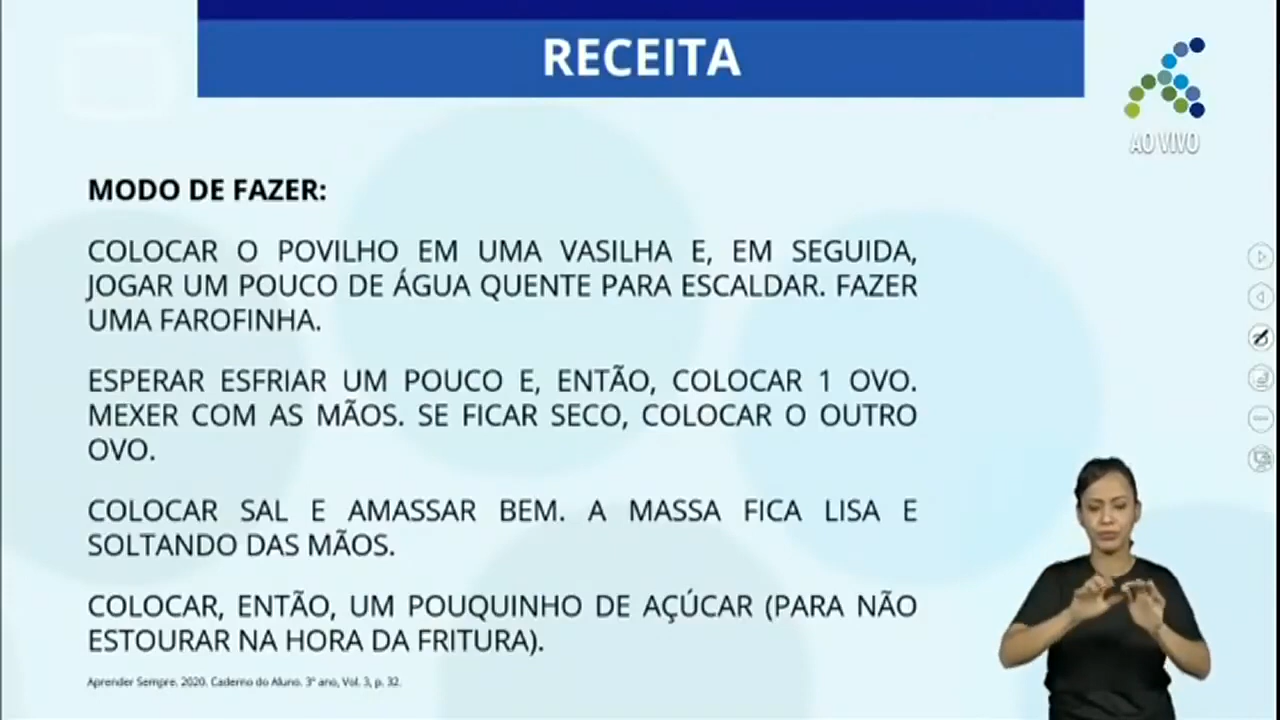 RECEITA
AO VIVO
MODO DE FAZER:
COLOCAR O POVILHO EM UMA VASILHA E, EM SEGUIDA,
JOGAR UM POUCO DE ÁGUA QUENTE PARA ESCALDAR. FAZER
UMA FAROFINHA.
ESPERAR ESFRIAR UM POUCO E, ENTÃO, COLOCAR 1 OVO.
MEXER COM AS MÃOS. SE FICAR SECO, COLOCAR O OUTRO
OVO.
COLOCAR SAL E AMASSAR BEM. A MASSA FICA LISA E
SOLTANDO DAS MÃOS.
COLOCAR, ENTÃO, UM POUQUINHO DE AÇÚCAR (PARA NÃO
ESTOURAR NA HORA DA FRITURA).
Aprender Sempre. 2020. Caderno do Aluno. 3º ano, Vol. 3, p. 32.